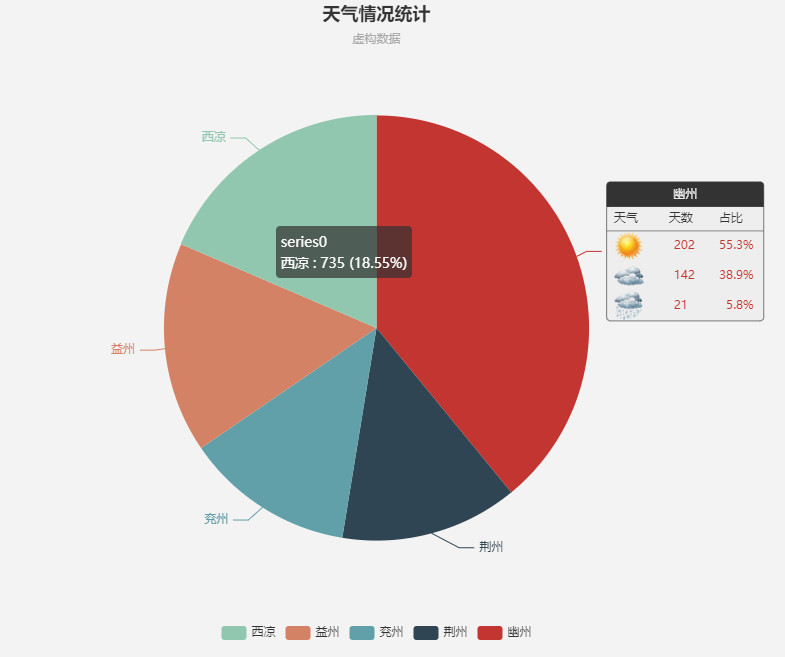 天气情况统计
虚构数据
西凉
幽州
天气 天数 占比
202 55.3%
142 38.9%
21 5.8%
series0
西凉 : 735 (18.55%)
益州
兖州
荆州
西凉 益州 兖州 荆州 幽州